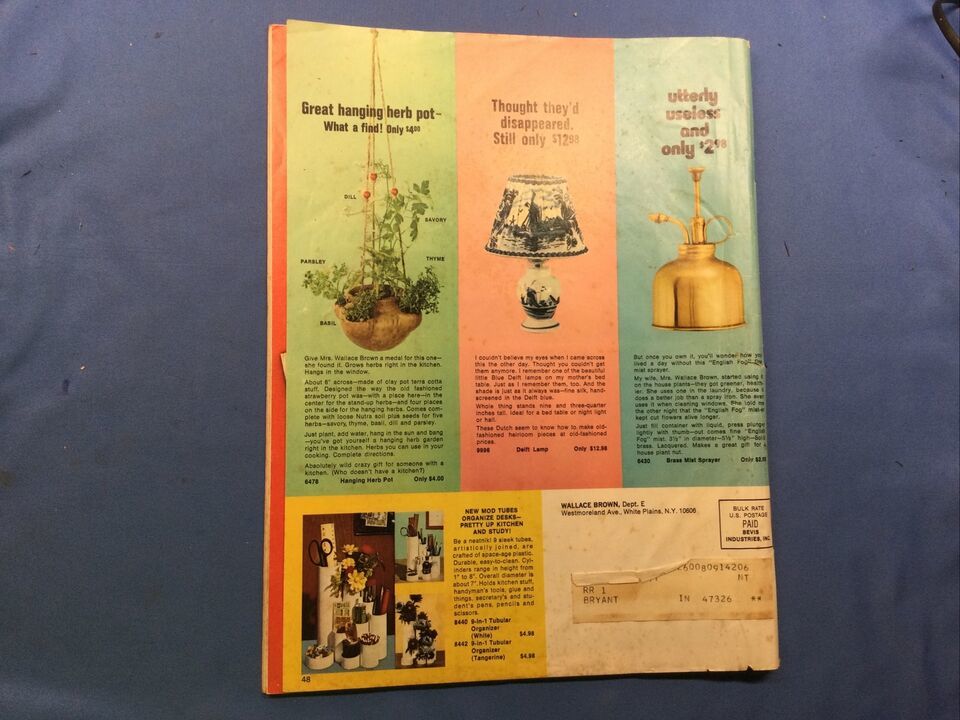 Great hanging herb pot—
What a find! Only $4.00
DILL
SAVORY
PARSLEY
THYME
BASIL
Give Mrs. Wallace Brown a medal for this one—
she found it. Grows herbs right in the kitchen.
Hangs in the window.
About 6" across—made of clay pot terra cotta
stuff. Designed the way the old fashioned
strawberry pot was—with a place here—in the
center for the stand-up herbs—and four places
on the side for the hanging herbs. Comes com-
plete with loose Nutra soil plus seeds for five
herbs—savory, thyme, basil, dill and parsley.
Just plant, add water, hang in the sun and bang
—you've got yourself a hanging herb garden
right in the kitchen. Herbs you can use in your
cooking. Complete directions.
Absolutely wild crazy gift for someone with a
kitchen. (Who doesn't have a kitchen?)
6478 Hanging Herb Pot Only $4.00
Thought they'd
disappeared.
Still only $12.98
I couldn't believe my eyes when I came across
this the other day. Thought you couldn't get
them anymore. I remember one of the beautiful
little Blue Delft lamps on my mother's bed
table. Just as I remember them, too. And the
shade is just as it always was—fine silk, hand-
screened in the Delft blue.
Whole thing stands nine and three-quarter
inches tall. Ideal for a bed table or night light
or hall.
These Dutch seem to know how to make old-
fashioned heirloom pieces at old-fashioned
prices.
9996 Delft Lamp Only $12.98
utterly
useless
and
only $2.98
But once you own it, you'll wonder how you
lived a day without this "English Fog"
mist sprayer.
My wife, Mrs. Wallace Brown, started using it
on the house plants—they got greener, health-
ier. She uses one in the laundry, because it
does a better job than a spray iron. She even
uses it when cleaning windows. She told me
the other night that the "English Fog" mist-er
kept cut flowers alive longer.
Just fill container with liquid, press plunger
lightly with thumb—out comes fine "English
Fog" mist. 3½" in diameter—5½" high—Solid
brass. Lacquered. Makes a great gift for a
house plant nut.
6430 Brass Mist Sprayer Only $2.98
NEW MOD TUBES
ORGANIZE DESKS—
PRETTY UP KITCHEN
AND STUDY!
Be a neatnik! 9 sleek tubes,
artistically joined, are
crafted of space-age plastic.
Durable, easy-to-clean. Cyl-
inders range in height from
1" to 8". Overall diameter is
about 7". Holds kitchen stuff,
handyman's tools, glue and
things, secretary's and stu-
dent's pens, pencils and
scissors.
8440 9-in-1 Tubular
Organizer
(White) $4.98
8442 9-in-1 Tubular
Organizer
(Tangerine) $4.98
48
WALLACE BROWN, Dept. E
Westmoreland Ave., White Plains, N.Y. 10606
BULK RATE
U.S. POSTAGE
PAID
BEVIS
INDUSTRIES, INC.
260080914206
NT
RR 1
BRYANT IN 47326 **